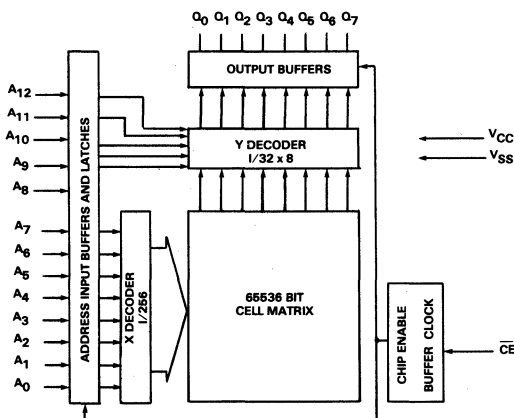 Q0 Q1 Q2 Q3 Q4 Q5 Q6 Q7
OUTPUT BUFFERS
A12
A11
A10
A9
A8
A7
A6
A5
A4
A3
A2
A1
A0
ADDRESS INPUT BUFFERS AND LATCHES
Y DECODER
I/32 x 8
VCC
VSS
X DECODER
I/256
65536 BIT
CELL MATRIX
CHIP ENABLE
BUFFER CLOCK
CE